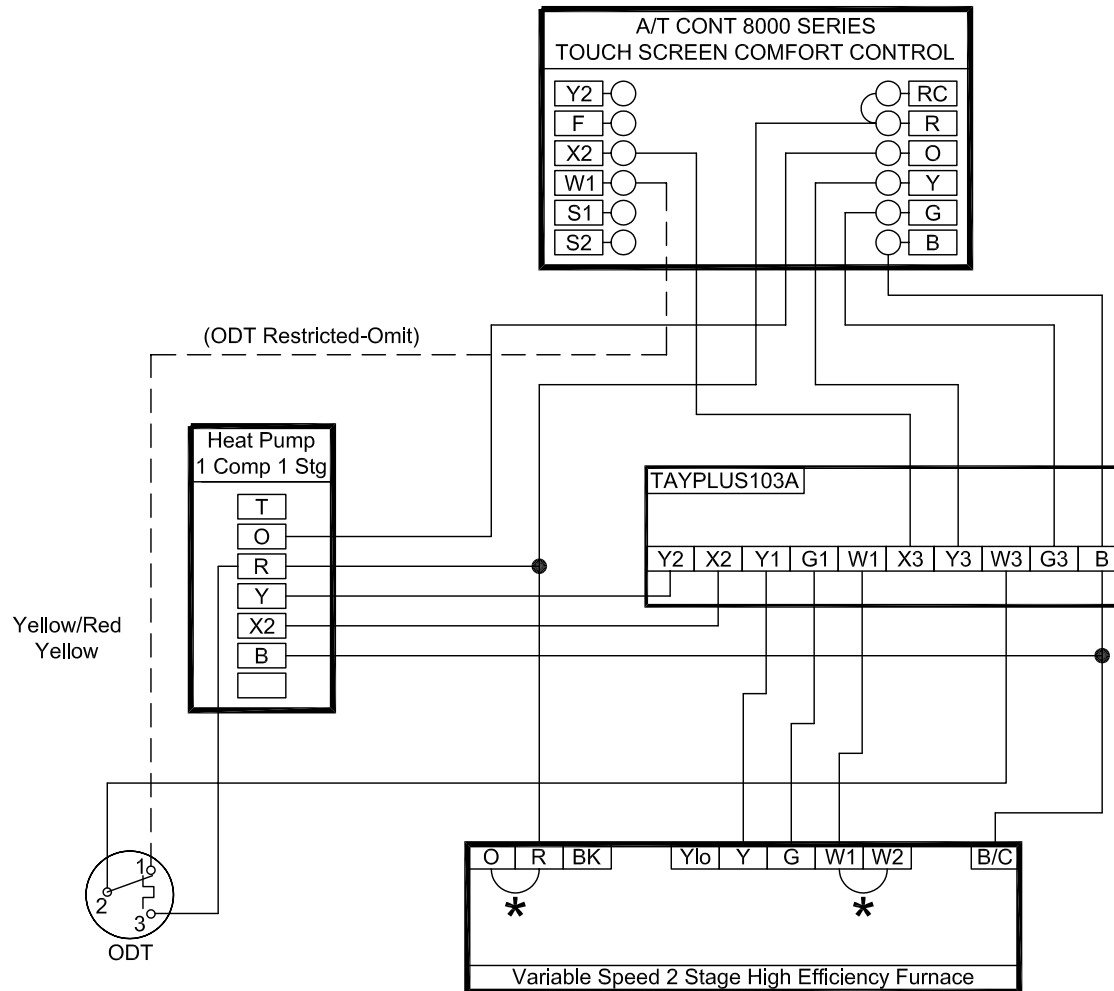 A/T CONT 8000 SERIES
TOUCH SCREEN COMFORT CONTROL
Y2
F
X2
W1
S1
S2
RC
R
O
Y
G
B
(ODT Restricted-Omit)
Heat Pump
1 Comp 1 Stg
T
O
R
Y
X2
B
TAYPLUS103A
Y2 X2 Y1 G1 W1 X3 Y3 W3 G3 B
Yellow/Red
Yellow
1
2
3
ODT
O R BK Ylo Y G W1 W2 B/C
* *
Variable Speed 2 Stage High Efficiency Furnace